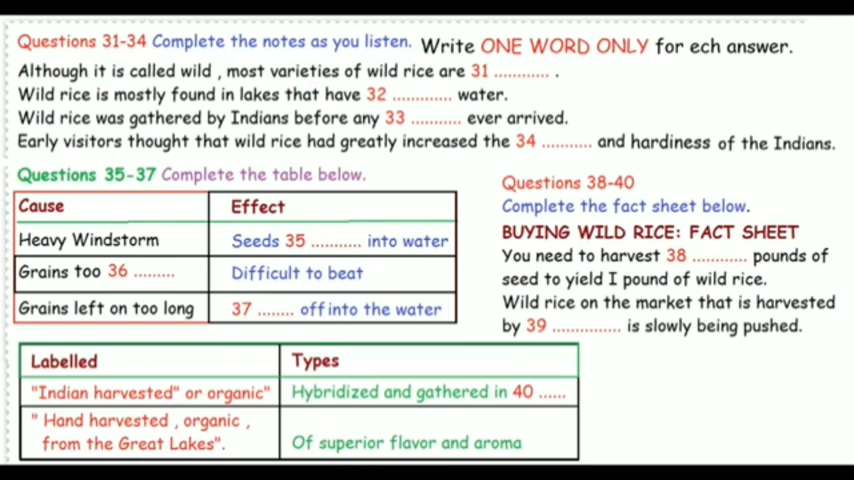 Questions 31-34 Complete the notes as you listen. Write ONE WORD ONLY for ech answer.
Although it is called wild , most varieties of wild rice are 31 ............ .
Wild rice is mostly found in lakes that have 32 ............. water.
Wild rice was gathered by Indians before any 33 ........... ever arrived.
Early visitors thought that wild rice had greatly increased the 34 ........... and hardiness of the Indians.
Questions 35-37 Complete the table below.
Cause Effect
Heavy Windstorm Seeds 35 ........... into water
Grains too 36 ......... Difficult to beat
Grains left on too long 37 ........ off into the water
Questions 38-40
Complete the fact sheet below.
BUYING WILD RICE: FACT SHEET
You need to harvest 38 ............ pounds of
seed to yield I pound of wild rice.
Wild rice on the market that is harvested
by 39 ............... is slowly being pushed.
Labelled Types
"Indian harvested" or organic" Hybridized and gathered in 40 ......
" Hand harvested , organic ,
from the Great Lakes". Of superior flavor and aroma